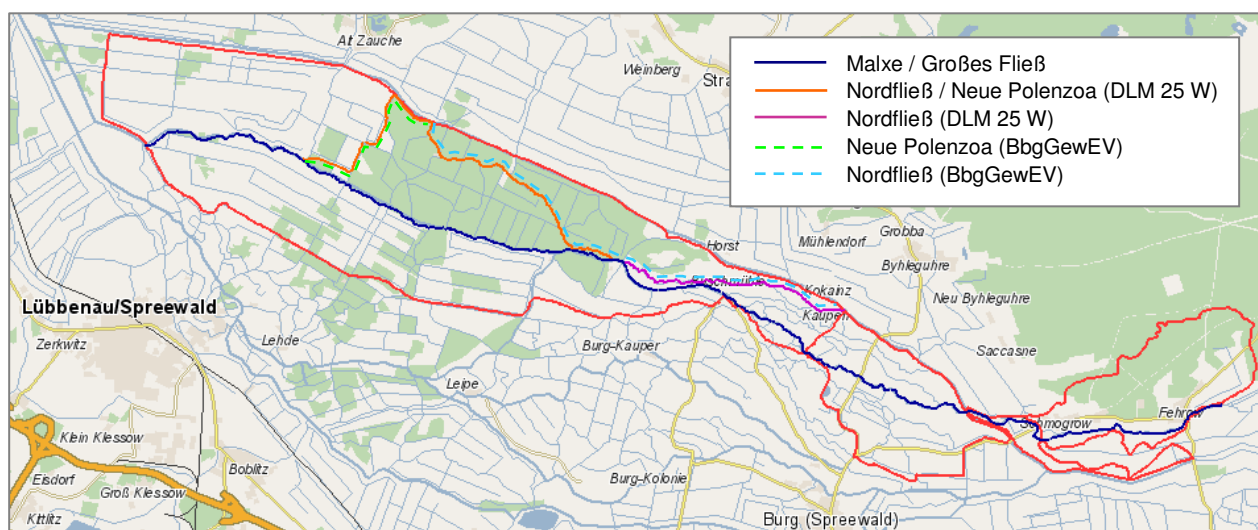 Alt Zauche
Weinberg
Stra
Malxe / Großes Fließ
Nordfließ / Neue Polenzoa (DLM 25 W)
Nordfließ (DLM 25 W)
Neue Polenzoa (BbgGewEV)
Nordfließ (BbgGewEV)
Horst
Mühlendorf
Grobba
Byhleguhre
Kokainz
Kaupen
Neu Byhleguhre
Lübbenau/Spreewald
Zerkwitz
Lehde
Burg-Kauper
Saccasne
Leipe
Fehrow
Schmogrow
Klein Klessow
Boblitz
Eisdorf
Groß Klessow
Burg-Kolonie
Kittlitz
Burg (Spreewald)